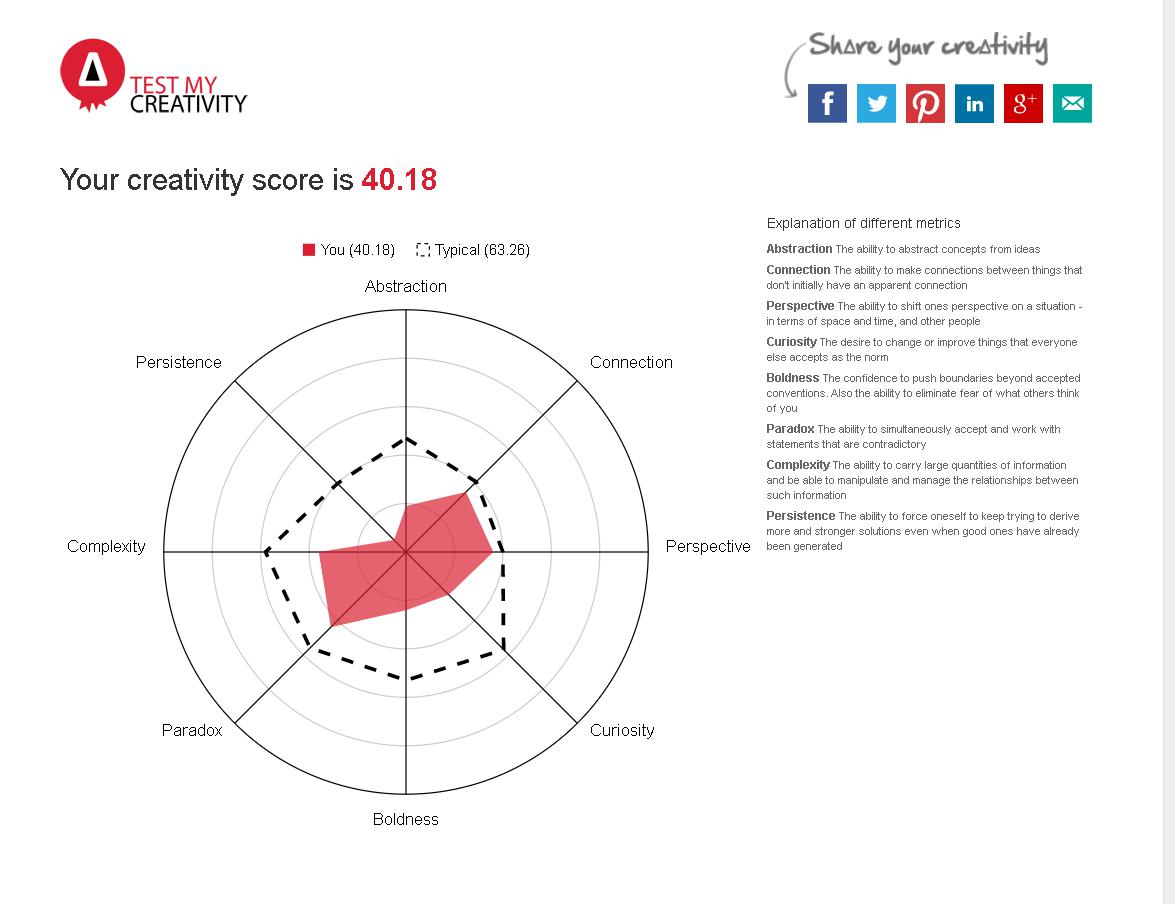 Share your creativity
TEST MY
CREATIVITY
f in g+
Your creativity score is 40.18
You (40.18) Typical (63.26)
Abstraction
Persistence
Connection
Complexity
Perspective
Paradox
Curiosity
Boldness
Explanation of different metrics
Abstraction The ability to abstract concepts from ideas
Connection The ability to make connections between things that
don't initially have an apparent connection
Perspective The ability to shift ones perspective on a situation -
in terms of space and time, and other people
Curiosity The desire to change or improve things that everyone
else accepts as the norm
Boldness The confidence to push boundaries beyond accepted
conventions. Also the ability to eliminate fear of what others think
of you
Paradox The ability to simultaneously accept and work with
statements that are contradictory
Complexity The ability to carry large quantities of information
and be able to manipulate and manage the relationships between
such information
Persistence The ability to force oneself to keep trying to derive
more and stronger solutions even when good ones have already
been generated